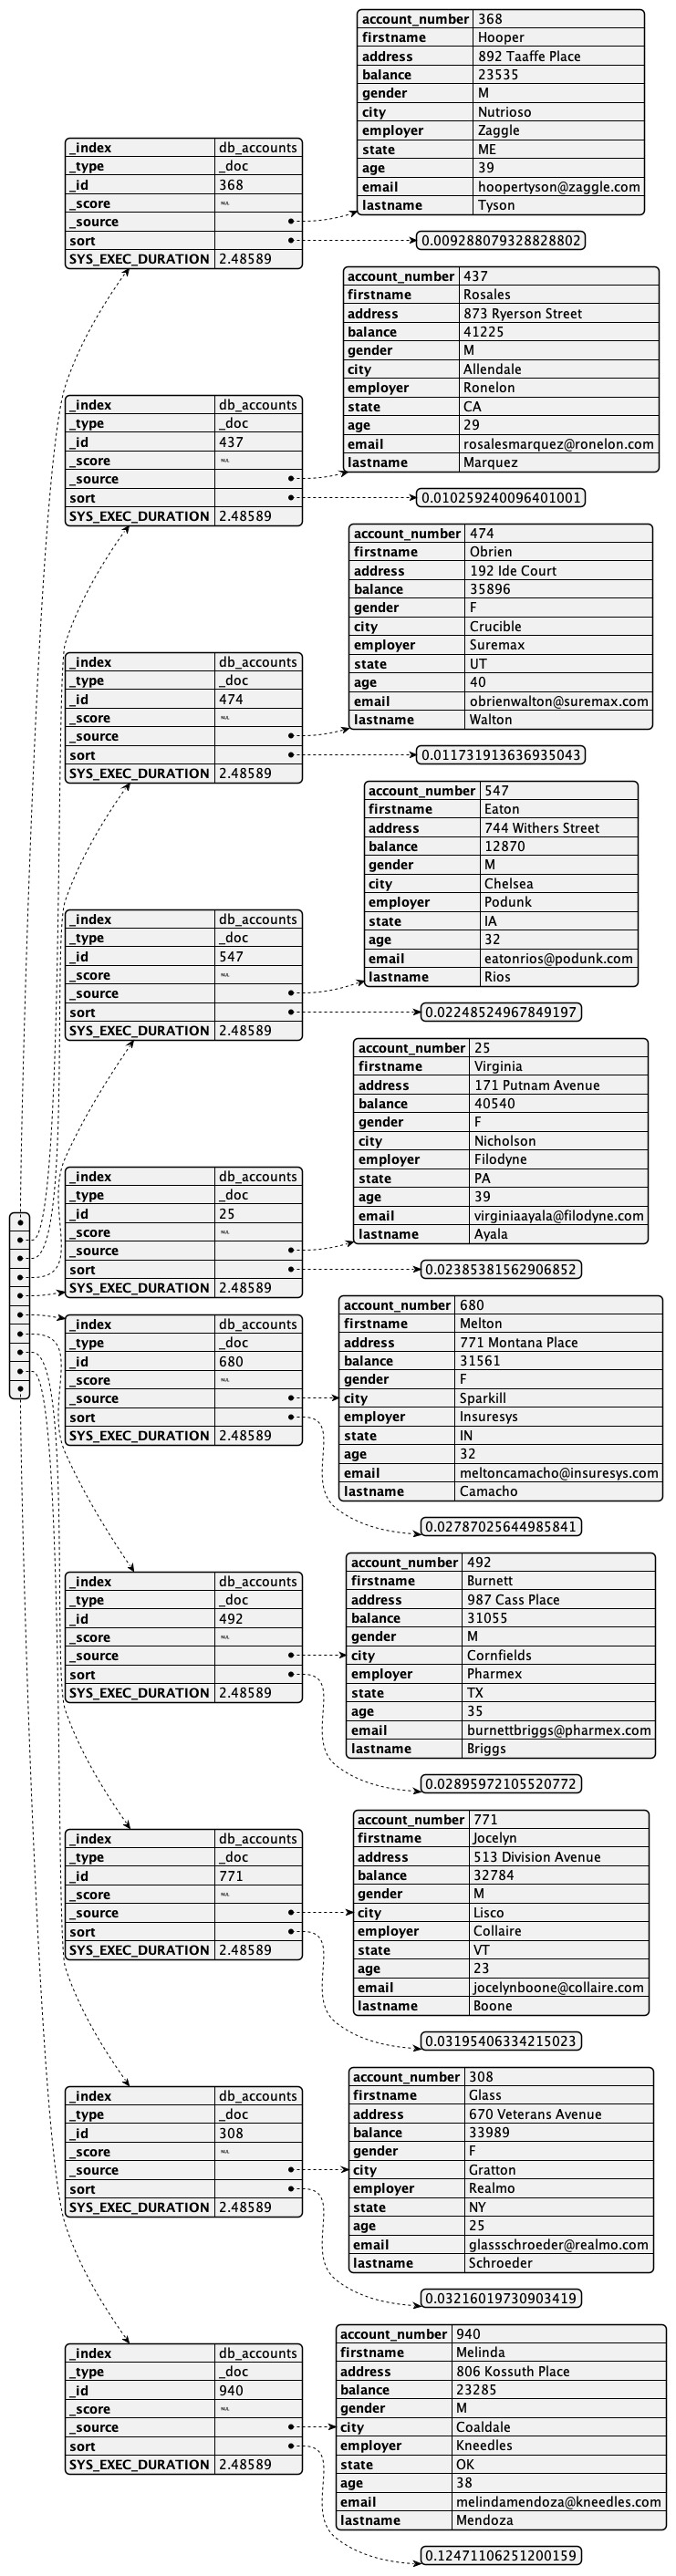 _index db_accounts
_type _doc
_id 368
_score ␀
_source
sort
SYS_EXEC_DURATION 2.48589
account_number 368
firstname Hooper
address 892 Taaffe Place
balance 23535
gender M
city Nutrioso
employer Zaggle
state ME
age 39
email hoopertyson@zaggle.com
lastname Tyson
0.009288079328828802
_index db_accounts
_type _doc
_id 437
_score ␀
_source
sort
SYS_EXEC_DURATION 2.48589
account_number 437
firstname Rosales
address 873 Ryerson Street
balance 41225
gender M
city Allendale
employer Ronelon
state CA
age 29
email rosalesmarquez@ronelon.com
lastname Marquez
0.010259240096401001
_index db_accounts
_type _doc
_id 474
_score ␀
_source
sort
SYS_EXEC_DURATION 2.48589
account_number 474
firstname Obrien
address 192 Ide Court
balance 35896
gender F
city Crucible
employer Suremax
state UT
age 40
email obrienwalton@suremax.com
lastname Walton
0.011731913636935043
_index db_accounts
_type _doc
_id 547
_score ␀
_source
sort
SYS_EXEC_DURATION 2.48589
account_number 547
firstname Eaton
address 744 Withers Street
balance 12870
gender M
city Chelsea
employer Podunk
state IA
age 32
email eatonrios@podunk.com
lastname Rios
0.02248524967849197
_index db_accounts
_type _doc
_id 25
_score ␀
_source
sort
SYS_EXEC_DURATION 2.48589
account_number 25
firstname Virginia
address 171 Putnam Avenue
balance 40540
gender F
city Nicholson
employer Filodyne
state PA
age 39
email virginiaayala@filodyne.com
lastname Ayala
0.02385381562906852
_index db_accounts
_type _doc
_id 680
_score ␀
_source
sort
SYS_EXEC_DURATION 2.48589
account_number 680
firstname Melton
address 771 Montana Place
balance 31561
gender F
city Sparkill
employer Insuresys
state IN
age 32
email meltoncamacho@insuresys.com
lastname Camacho
0.02787025644985841
_index db_accounts
_type _doc
_id 492
_score ␀
_source
sort
SYS_EXEC_DURATION 2.48589
account_number 492
firstname Burnett
address 987 Cass Place
balance 31055
gender M
city Cornfields
employer Pharmex
state TX
age 35
email burnettbriggs@pharmex.com
lastname Briggs
0.02895972105520772
_index db_accounts
_type _doc
_id 771
_score ␀
_source
sort
SYS_EXEC_DURATION 2.48589
account_number 771
firstname Jocelyn
address 513 Division Avenue
balance 32784
gender M
city Lisco
employer Collaire
state VT
age 23
email jocelynboone@collaire.com
lastname Boone
0.03195406334215023
_index db_accounts
_type _doc
_id 308
_score ␀
_source
sort
SYS_EXEC_DURATION 2.48589
account_number 308
firstname Glass
address 670 Veterans Avenue
balance 33989
gender F
city Gratton
employer Realmo
state NY
age 25
email glassschroeder@realmo.com
lastname Schroeder
0.03216019730903419
_index db_accounts
_type _doc
_id 940
_score ␀
_source
sort
SYS_EXEC_DURATION 2.48589
account_number 940
firstname Melinda
address 806 Kossuth Place
balance 23285
gender M
city Coaldale
employer Kneedles
state OK
age 38
email melindamendoza@kneedles.com
lastname Mendoza
0.12471106251200159